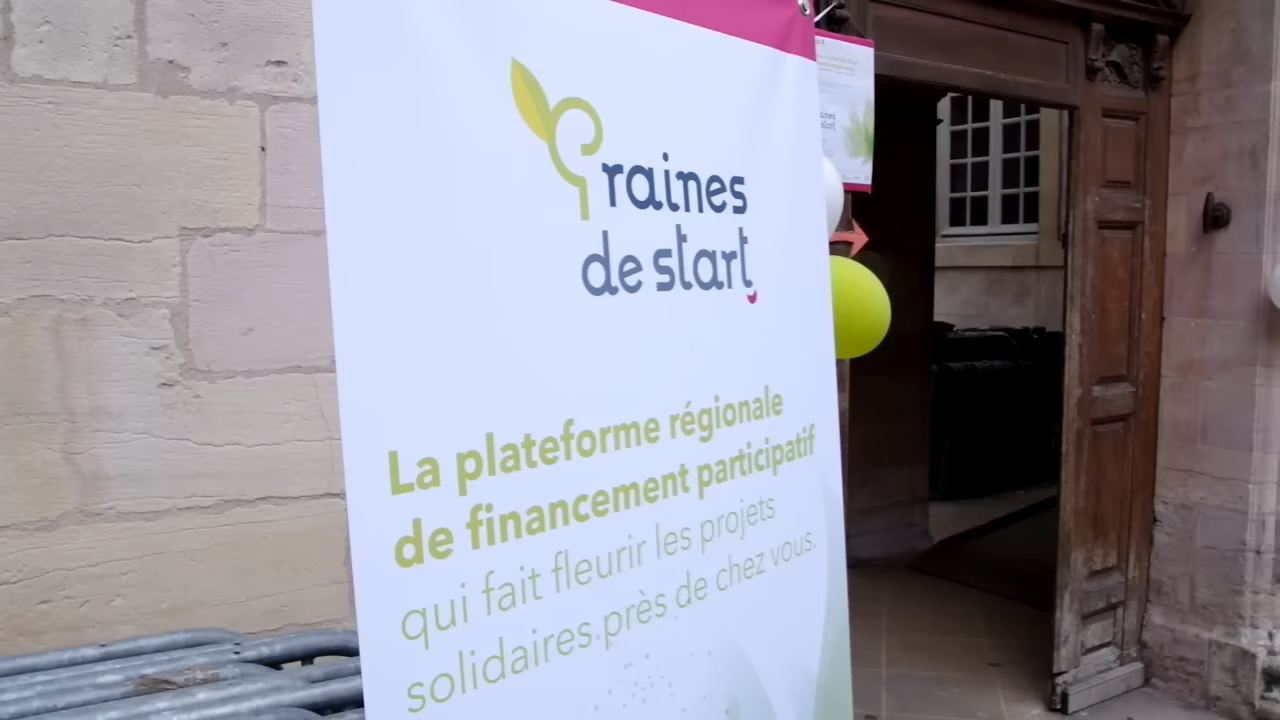 Graines
de start
La plateforme régionale
de financement participatif
qui fait fleurir les projets
solidaires près de chez vous.